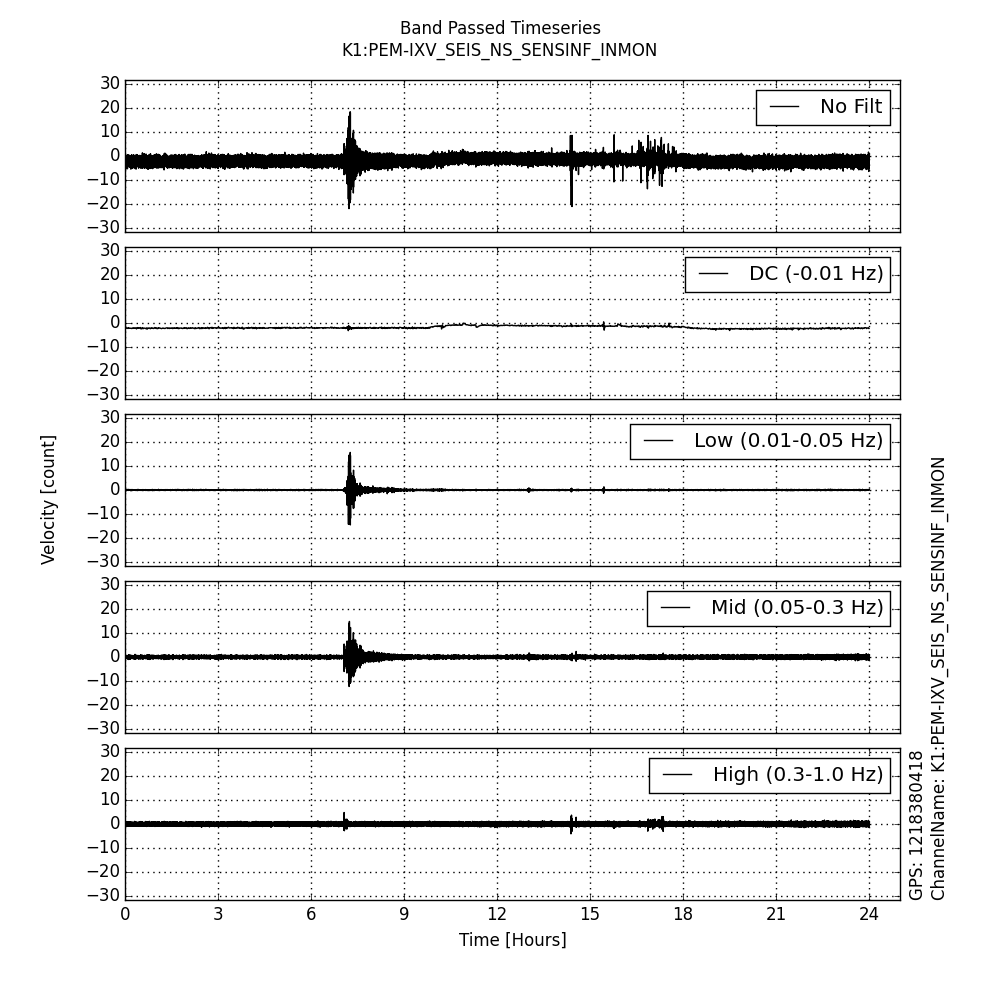 Band Passed Timeseries
K1:PEM-IXV_SEIS_NS_SENSINF_INMON
30
20
10
0
−10
−20
−30
No Filt
30
20
10
0
−10
−20
−30
DC (-0.01 Hz)
Velocity [count]
30
20
10
0
−10
−20
−30
Low (0.01-0.05 Hz)
30
20
10
0
−10
−20
−30
Mid (0.05-0.3 Hz)
30
20
10
0
−10
−20
−30
High (0.3-1.0 Hz)
0 3 6 9 12 15 18 21 24
Time [Hours]
GPS: 1218380418
ChannelName: K1:PEM-IXV_SEIS_NS_SENSINF_INMON